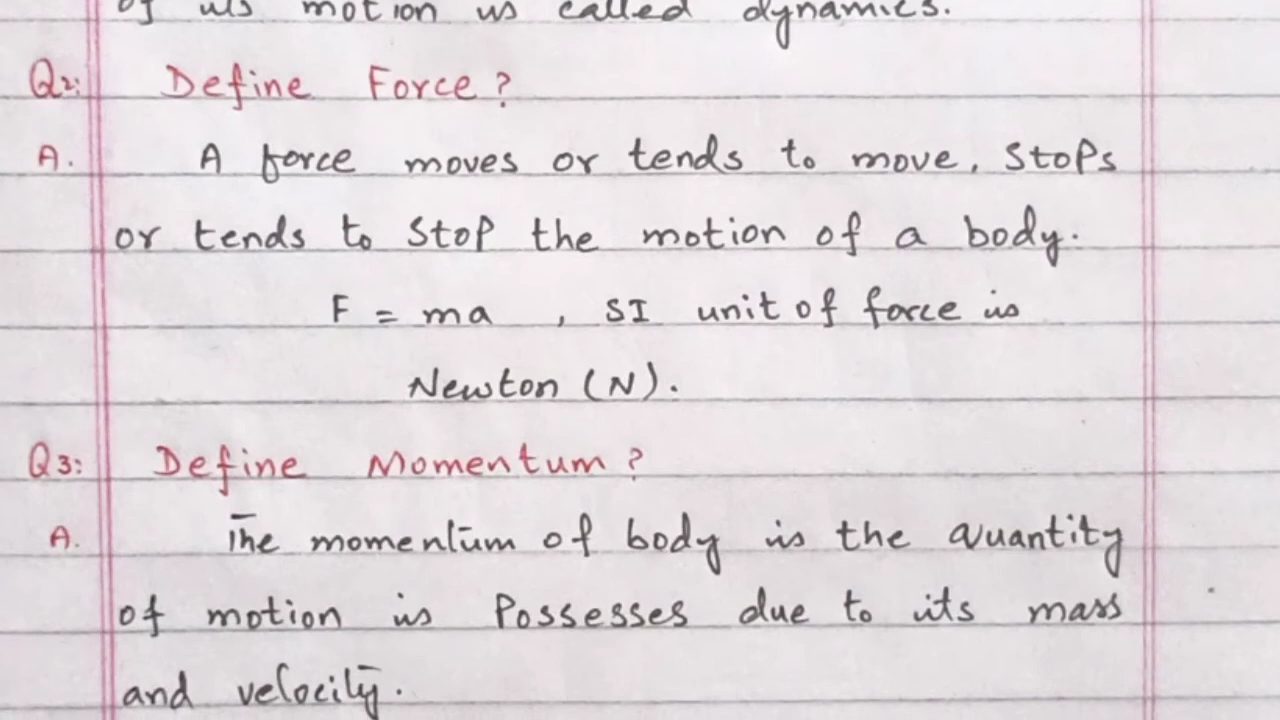 of its motion is called dynamics.
Q2: Define Force?
A. A force moves or tends to move, stops
or tends to stop the motion of a body.
F = ma , SI unit of force is
Newton (N).
Q3: Define Momentum?
A. The momentum of body is the quantity
of motion is Possesses due to its mass
and velocity.